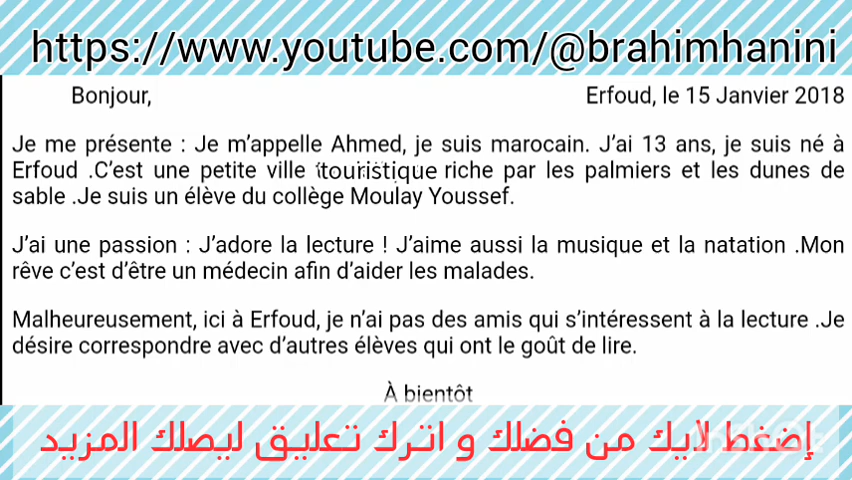 https://www.youtube.com/@brahimhanini
Bonjour, Erfoud, le 15 Janvier 2018
Je me présente : Je m’appelle Ahmed, je suis marocain. J’ai 13 ans, je suis né à
Erfoud .C’est une petite ville touristique riche par les palmiers et les dunes de
sable .Je suis un élève du collège Moulay Youssef.
J’ai une passion : J’adore la lecture ! J’aime aussi la musique et la natation .Mon
rêve c’est d’être un médecin afin d’aider les malades.
Malheureusement, ici à Erfoud, je n’ai pas des amis qui s’intéressent à la lecture .Je
désire correspondre avec d’autres élèves qui ont le goût de lire.
À bientôt
إضغط لايك من فضلك و اترك تعليق ليصلك المزيد